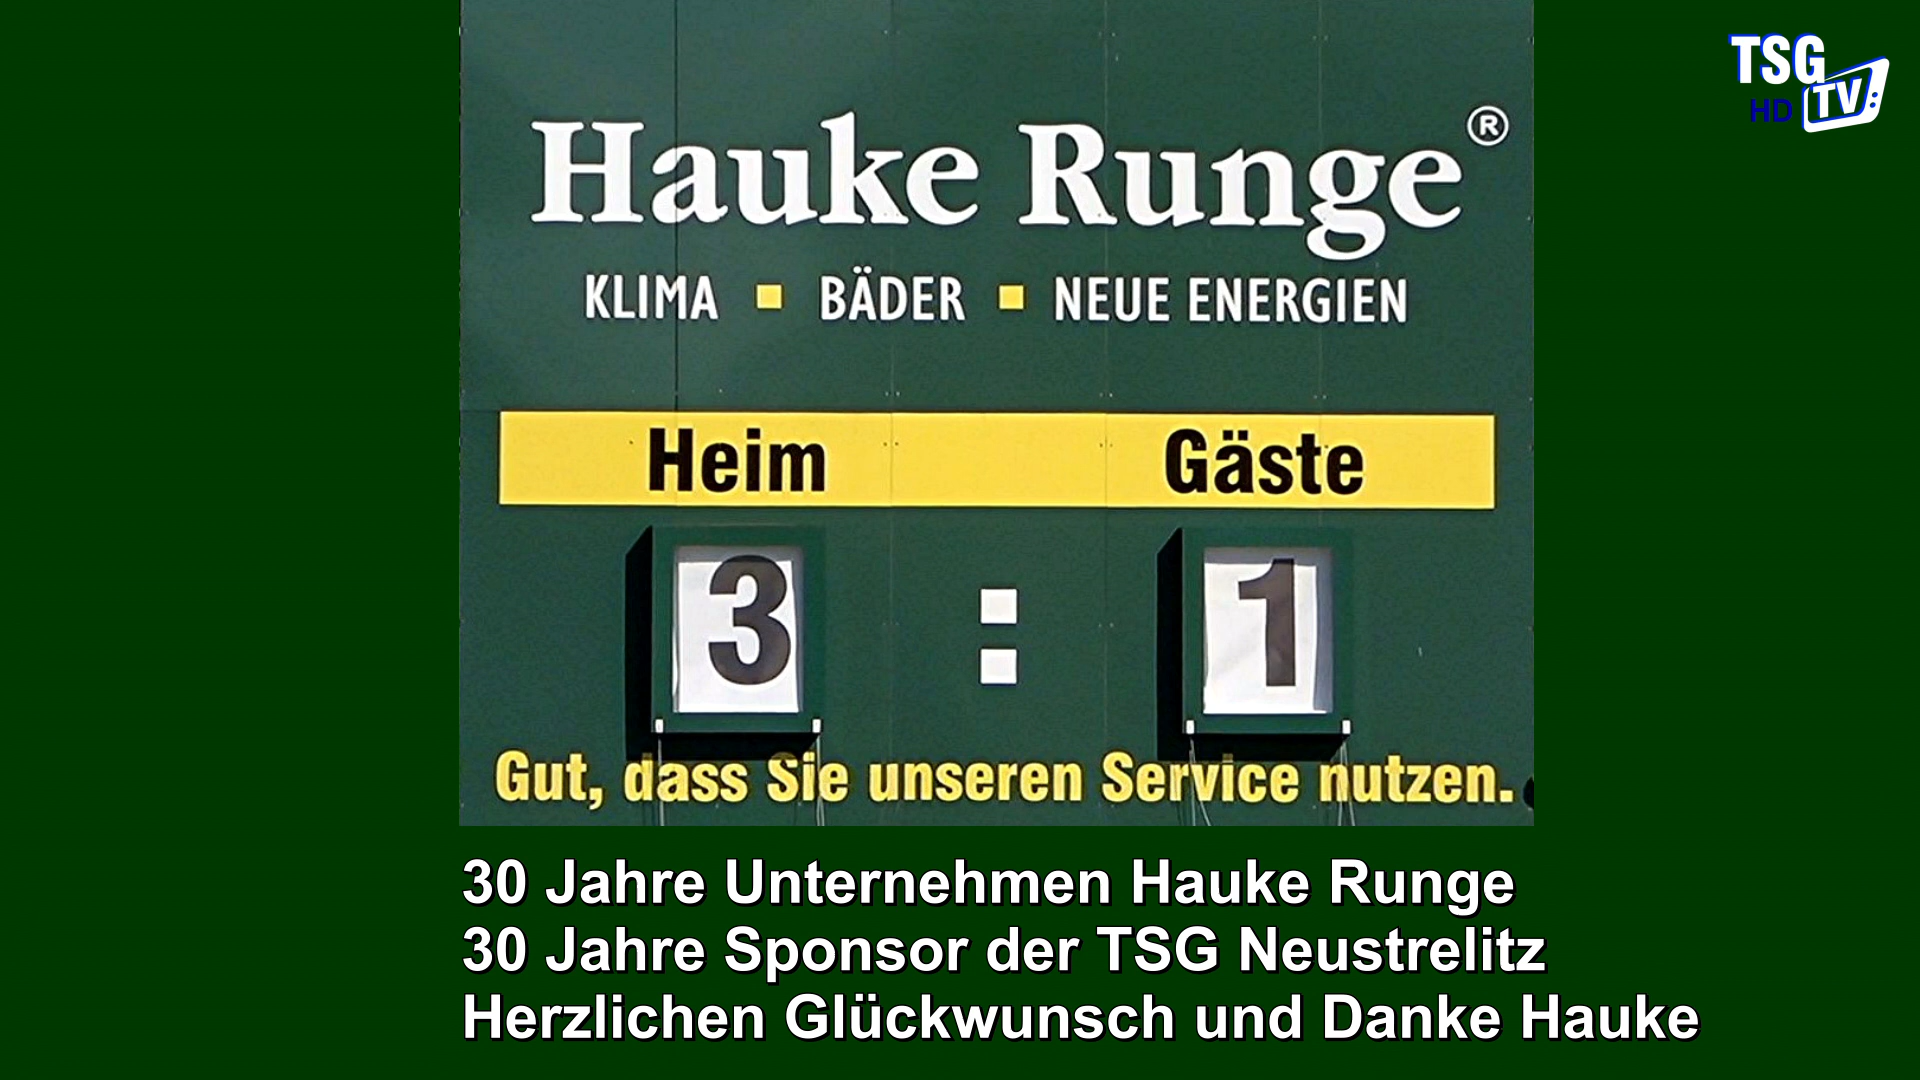 TSG
HD TV
Hauke Runge®
KLIMA ▪ BÄDER ▪ NEUE ENERGIEN
Heim Gäste
3 : 1
Gut, dass Sie unseren Service nutzen.
30 Jahre Unternehmen Hauke Runge
30 Jahre Sponsor der TSG Neustrelitz
Herzlichen Glückwunsch und Danke Hauke